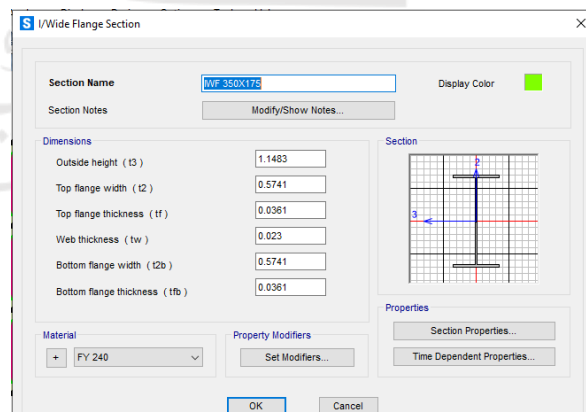 S I/Wide Flange Section
Section Name
IWF 350X175
Display Color
Section Notes
Modify/Show Notes...
Dimensions
Outside height ( t3 )
1.1483
Top flange width ( t2 )
0.5741
Top flange thickness ( tf )
0.0361
Web thickness ( tw )
0.023
Bottom flange width ( t2b )
0.5741
Bottom flange thickness ( tfb )
0.0361
Section
2
3
Material
+ FY 240
Property Modifiers
Set Modifiers...
Properties
Section Properties...
Time Dependent Properties...
OK
Cancel